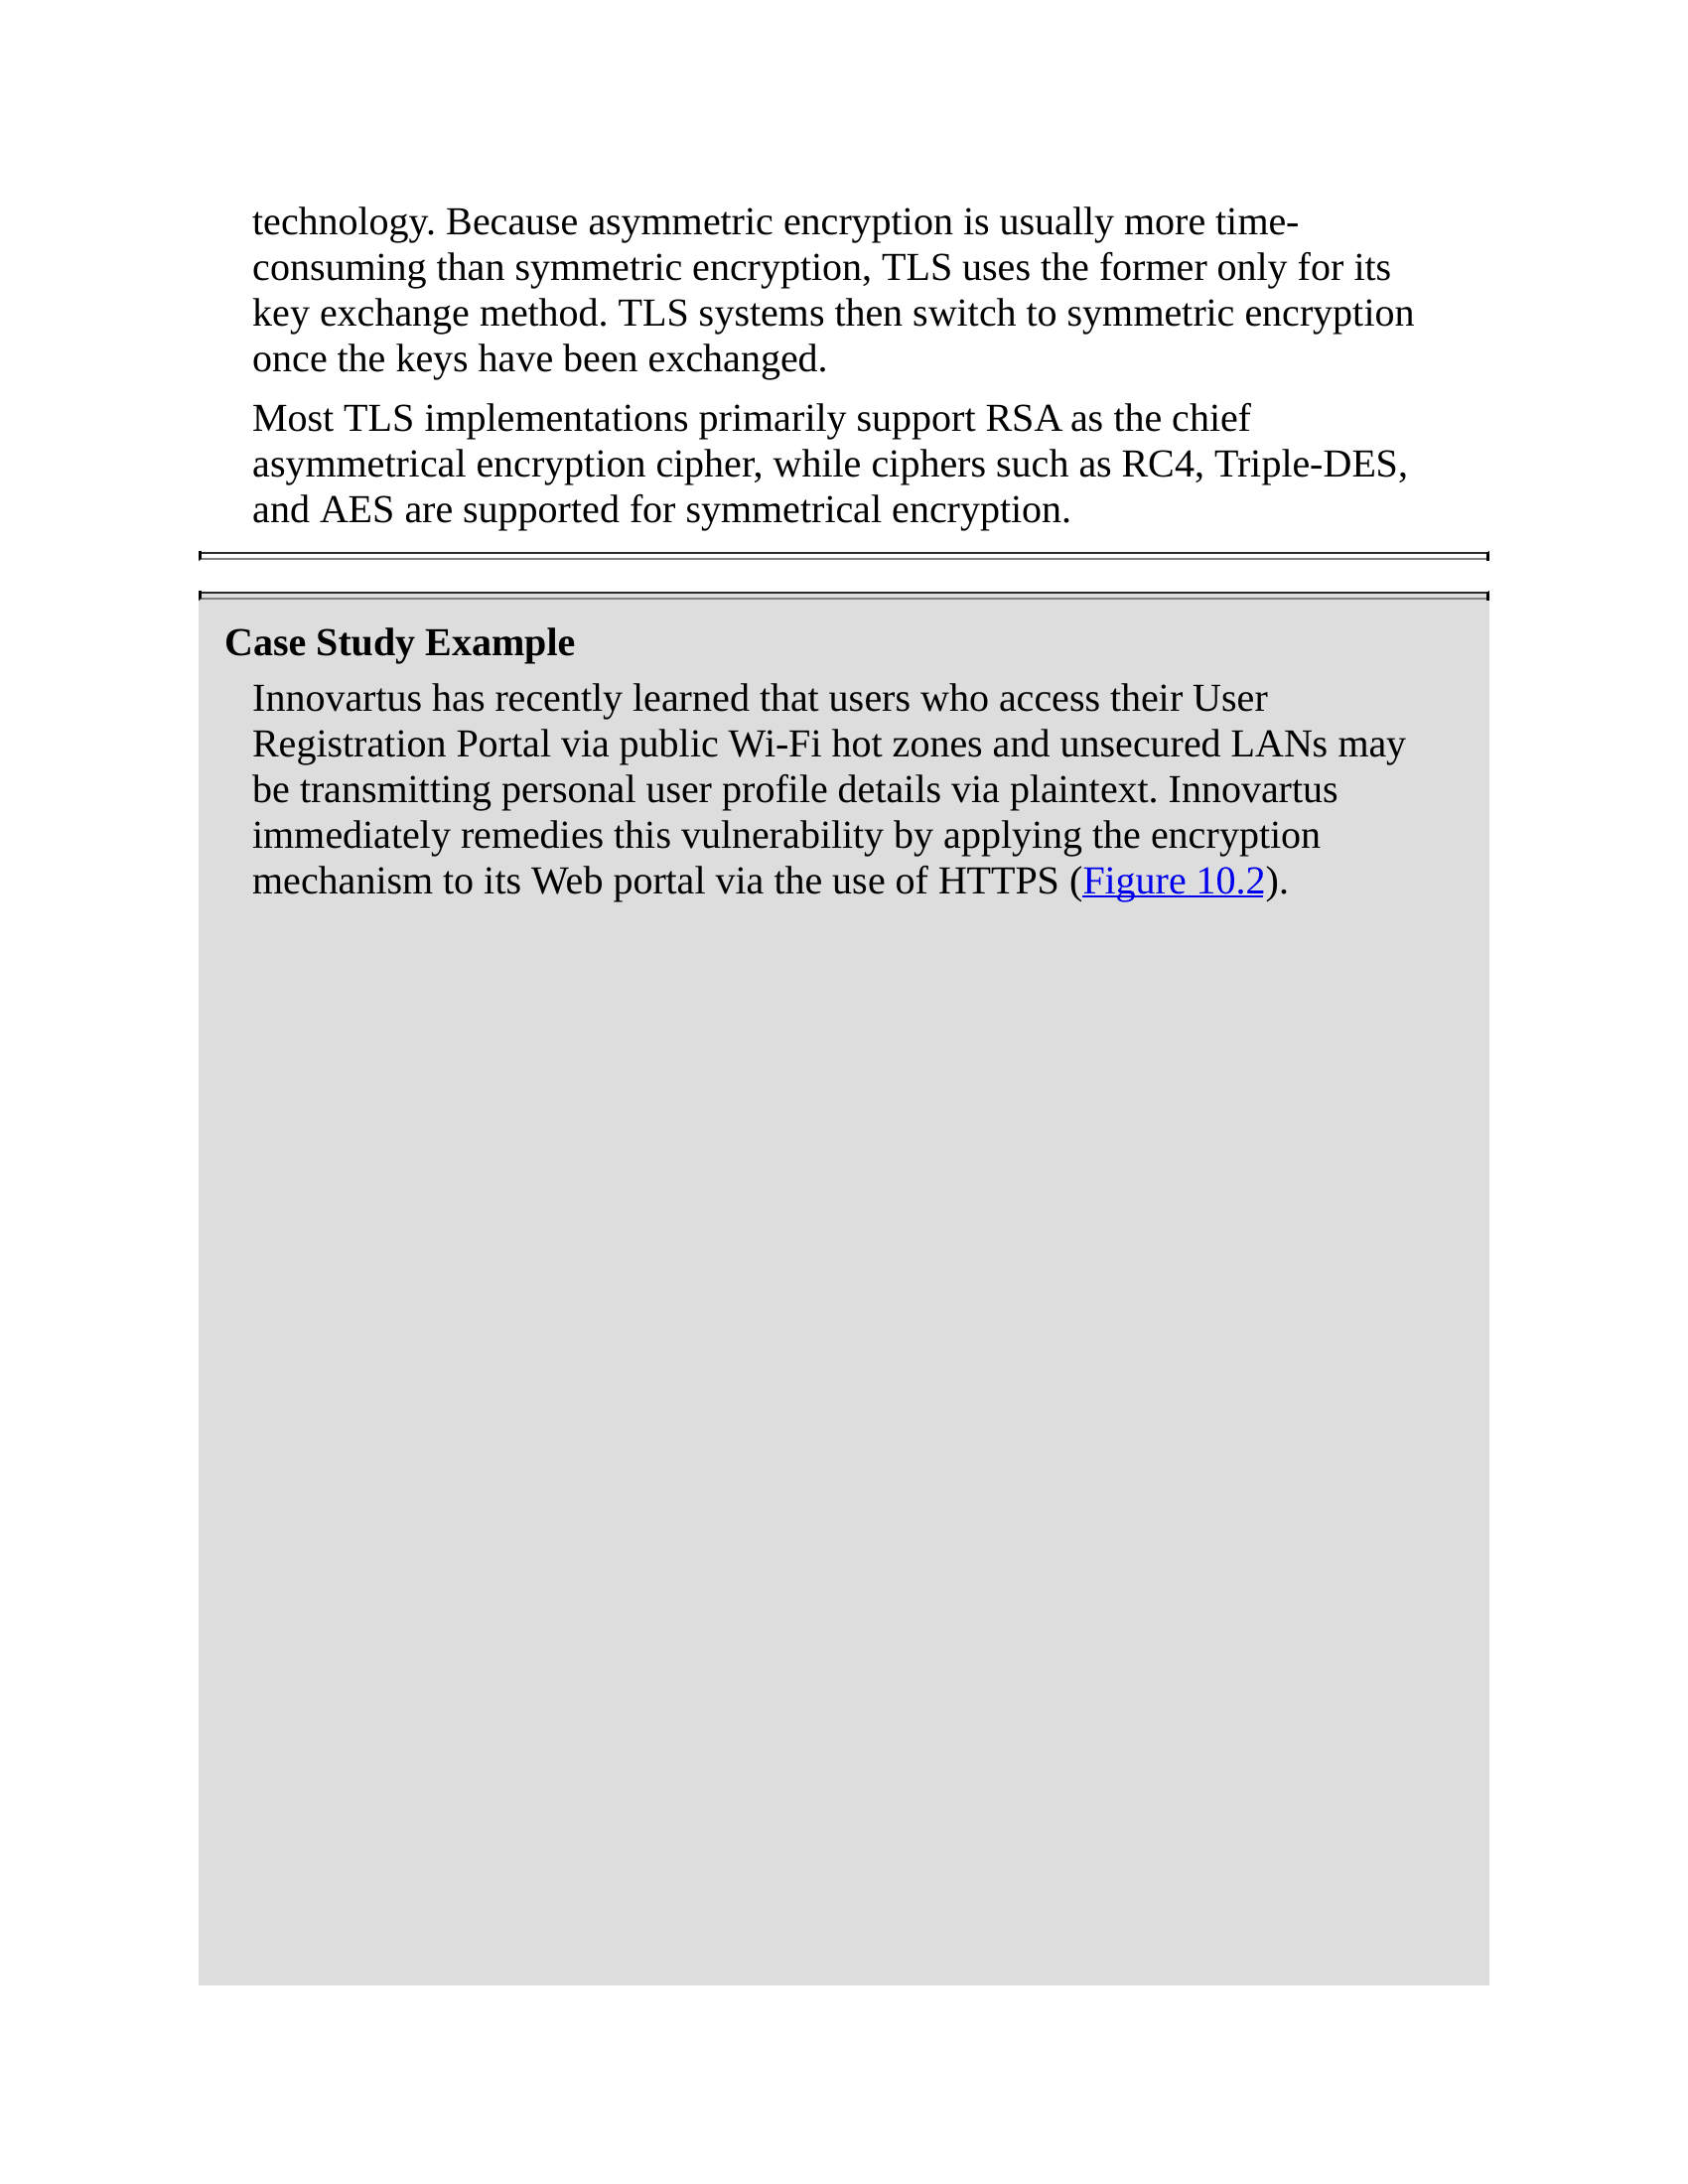 technology. Because asymmetric encryption is usually more time-
consuming than symmetric encryption, TLS uses the former only for its
key exchange method. TLS systems then switch to symmetric encryption
once the keys have been exchanged.
Most TLS implementations primarily support RSA as the chief
asymmetrical encryption cipher, while ciphers such as RC4, Triple-DES,
and AES are supported for symmetrical encryption.
Case Study Example
Innovartus has recently learned that users who access their User
Registration Portal via public Wi-Fi hot zones and unsecured LANs may
be transmitting personal user profile details via plaintext. Innovartus
immediately remedies this vulnerability by applying the encryption
mechanism to its Web portal via the use of HTTPS (Figure 10.2).